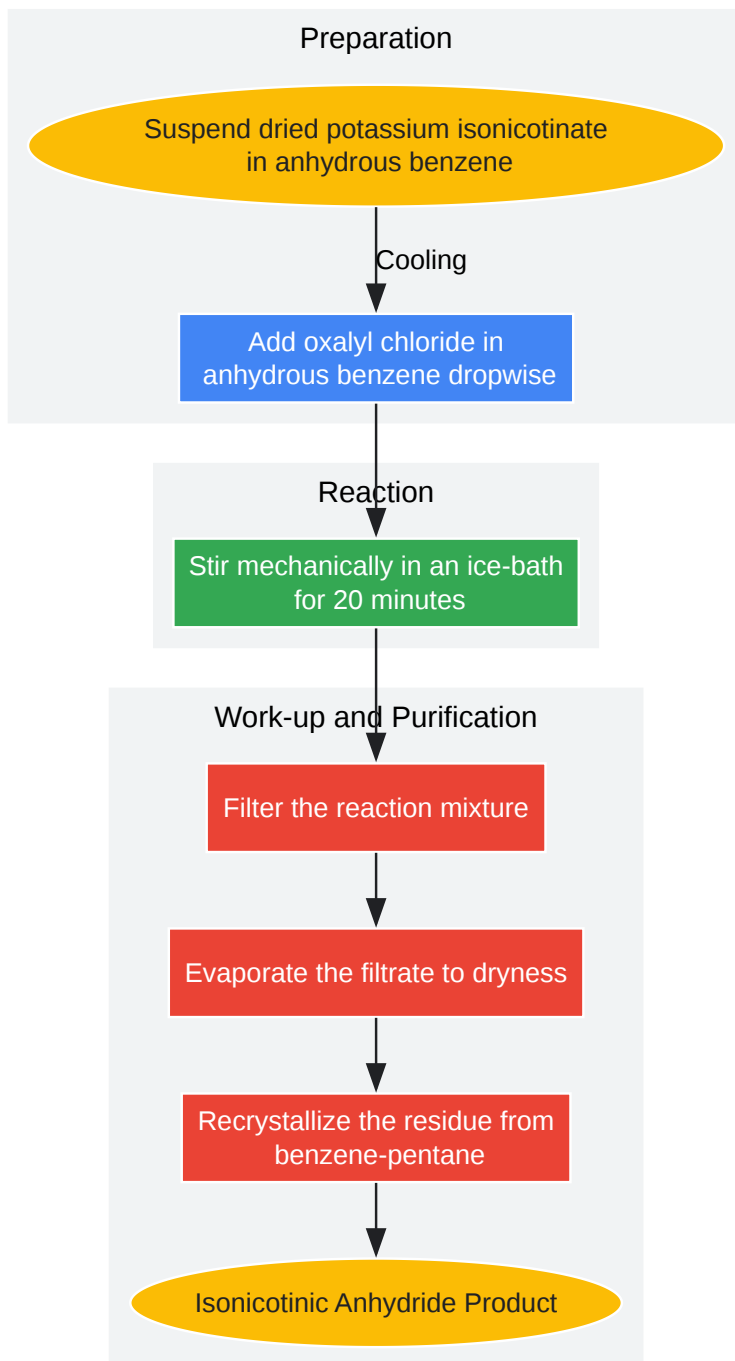 Preparation
Suspend dried potassium isonicotinate
in anhydrous benzene
Cooling
Add oxalyl chloride in
anhydrous benzene dropwise
Reaction
Stir mechanically in an ice-bath
for 20 minutes
Work-up and Purification
Filter the reaction mixture
Evaporate the filtrate to dryness
Recrystallize the residue from
benzene-pentane
Isonicotinic Anhydride Product